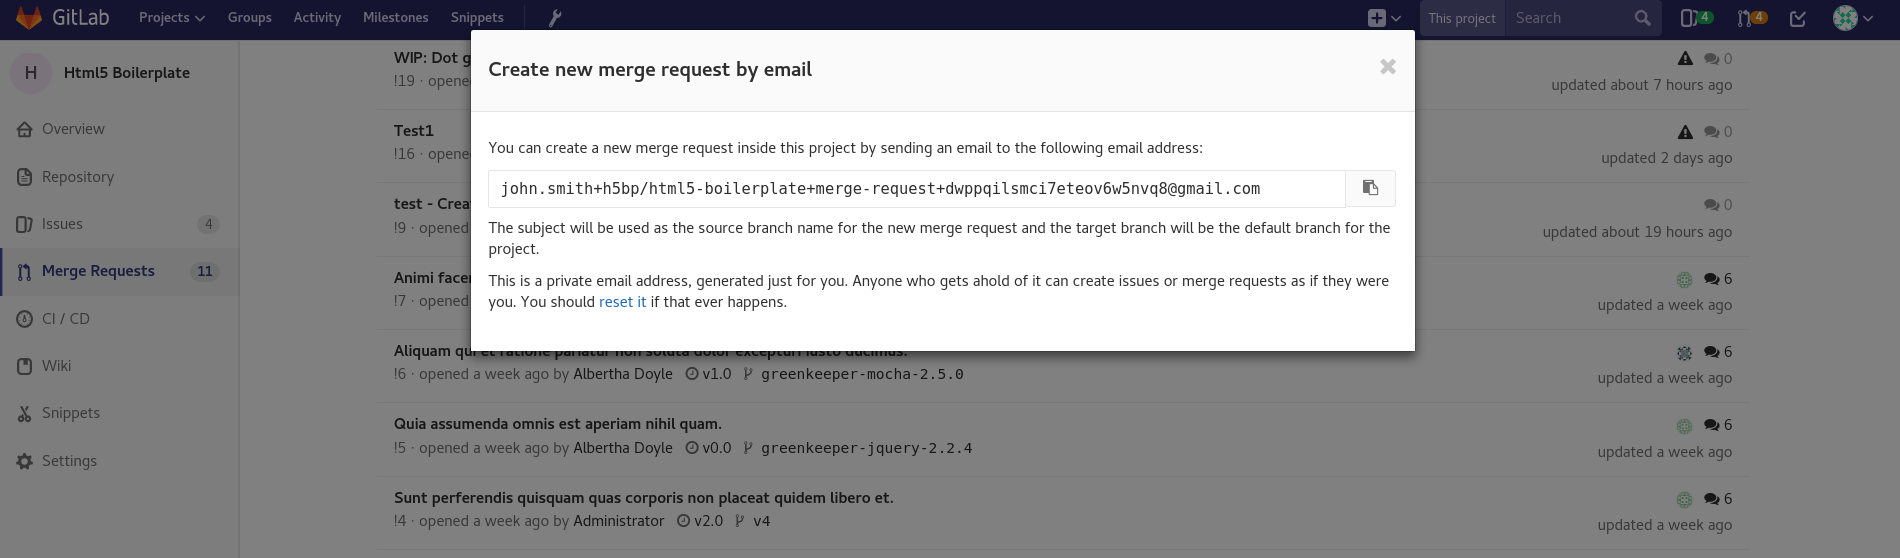 GitLab Projects Groups Activity Milestones Snippets This project Search 4 4
H Html5 Boilerplate
Overview
Repository
Issues 4
Merge Requests 11
CI / CD
Wiki
Snippets
Settings
Create new merge request by email
You can create a new merge request inside this project by sending an email to the following email address:
john.smith+h5bp/html5-boilerplate+merge-request+dwppqilsmci7eteov6w5nvq8@gmail.com
The subject will be used as the source branch name for the new merge request and the target branch will be the default branch for the
project.
This is a private email address, generated just for you. Anyone who gets ahold of it can create issues or merge requests as if they were
you. You should reset it if that ever happens.
WIP: Dot g 0
!19 · opene updated about 7 hours ago
Test1 0
!16 · opene updated 2 days ago
test - Crea 0
!9 · opened updated about 19 hours ago
Animi facer 6
!7 · opened updated a week ago
Aliquam qui et ratione pariatur non soluta dolor excepturi iusto ducimus. 6
!6 · opened a week ago by Albertha Doyle v1.0 greenkeeper-mocha-2.5.0 updated a week ago
Quia assumenda omnis est aperiam nihil quam. 6
!5 · opened a week ago by Albertha Doyle v0.0 greenkeeper-jquery-2.2.4 updated a week ago
Sunt perferendis quisquam quas corporis non placeat quidem libero et. 6
!4 · opened a week ago by Administrator v2.0 v4 updated a week ago